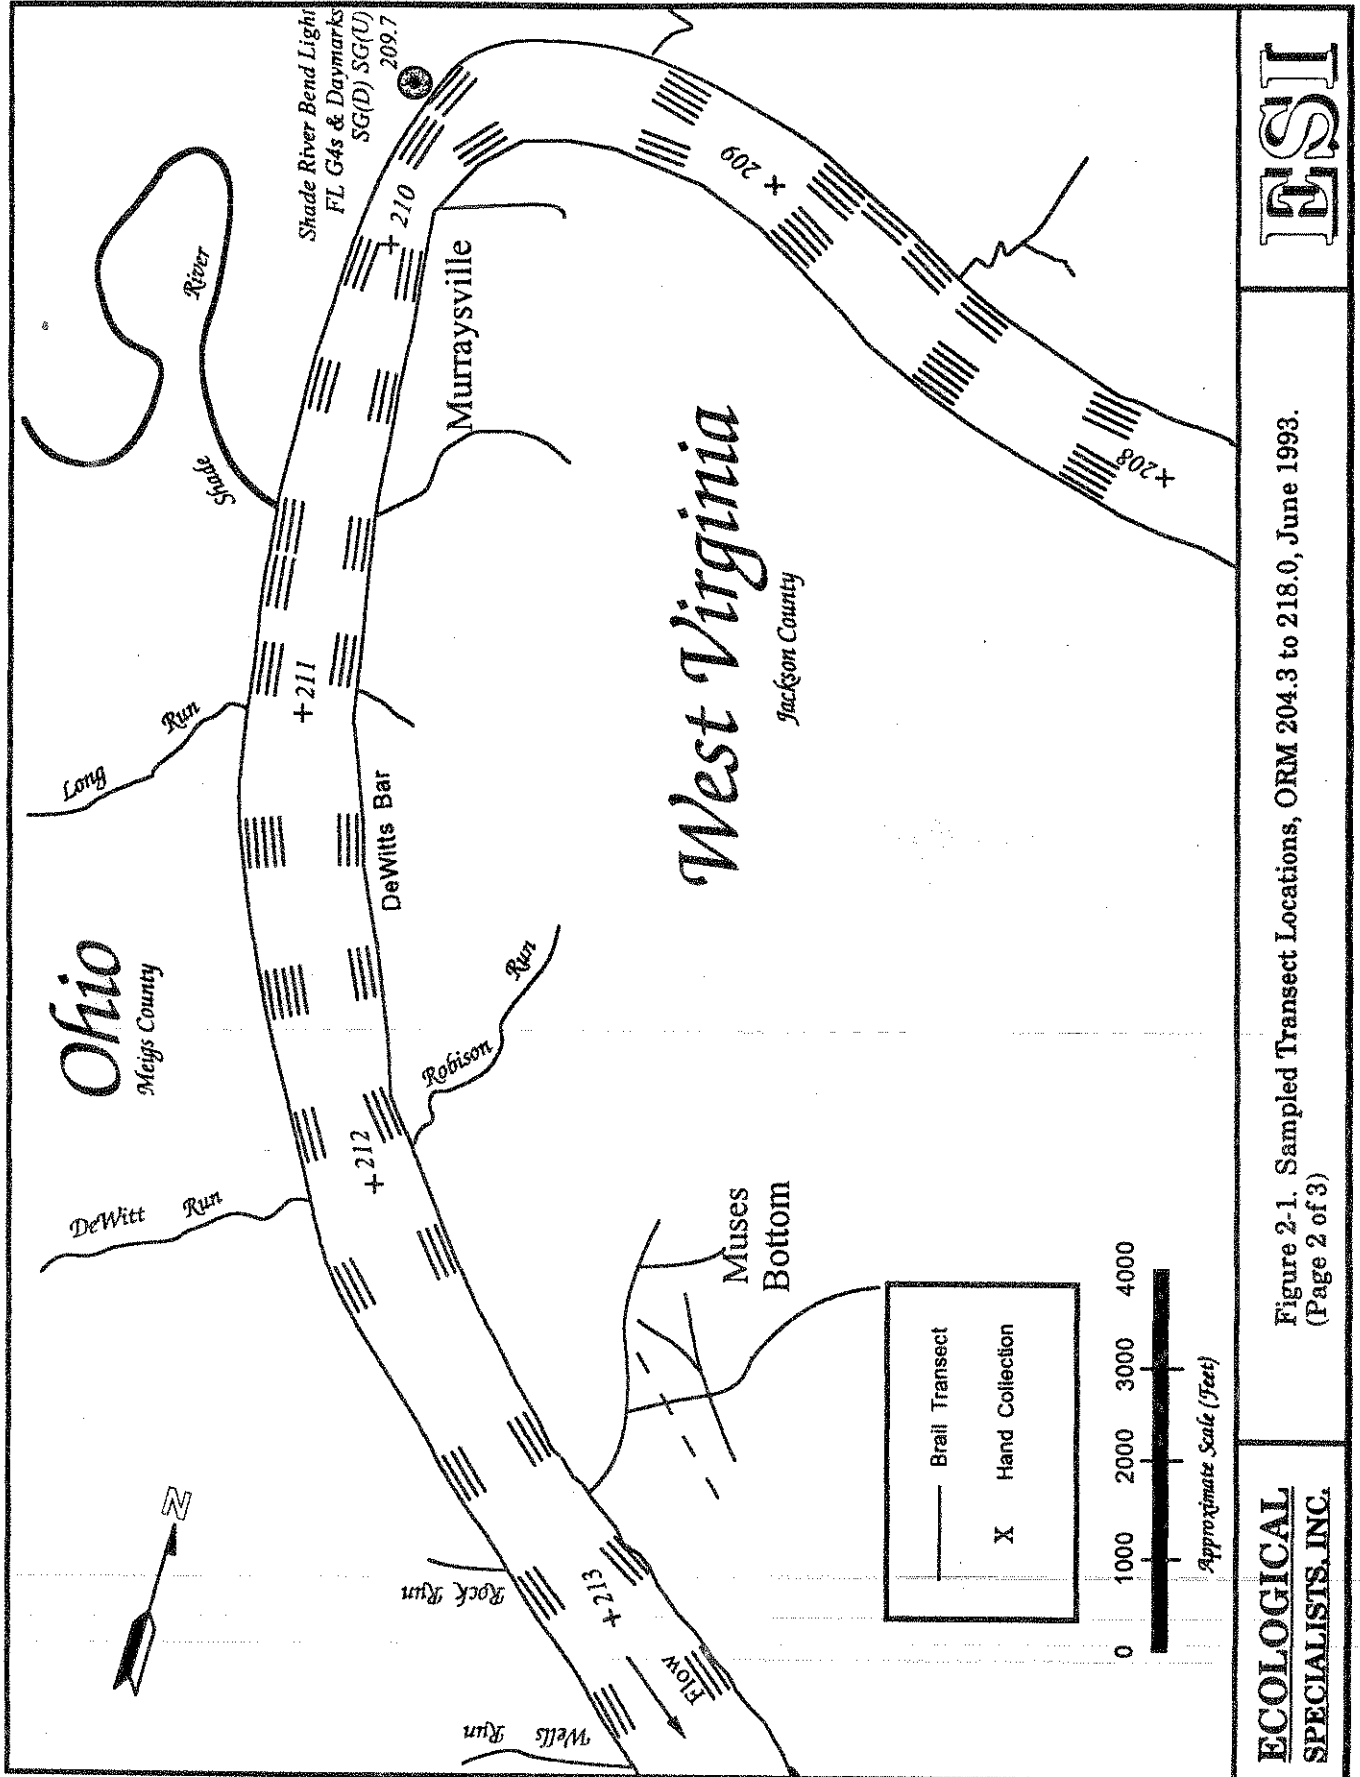 Ohio
Meigs County
DeWitt Run
Long Run
Shade River
Shade River Bend Light
FL G4s & Daymarks
SG(D) SG(U)
209.7
N
Wells Run
Rock Run
Flow
+213
+212
+211
+210
+209
+208
DeWitts Bar
Robison Run
Murraysville
Muses
Bottom
West Virginia
Jackson County
Brail Transect
X Hand Collection
0 1000 2000 3000 4000
Approximate Scale (Feet)
ECOLOGICAL
SPECIALISTS, INC.
Figure 2-1. Sampled Transect Locations, ORM 204.3 to 218.0, June 1993.
(Page 2 of 3)
ESI